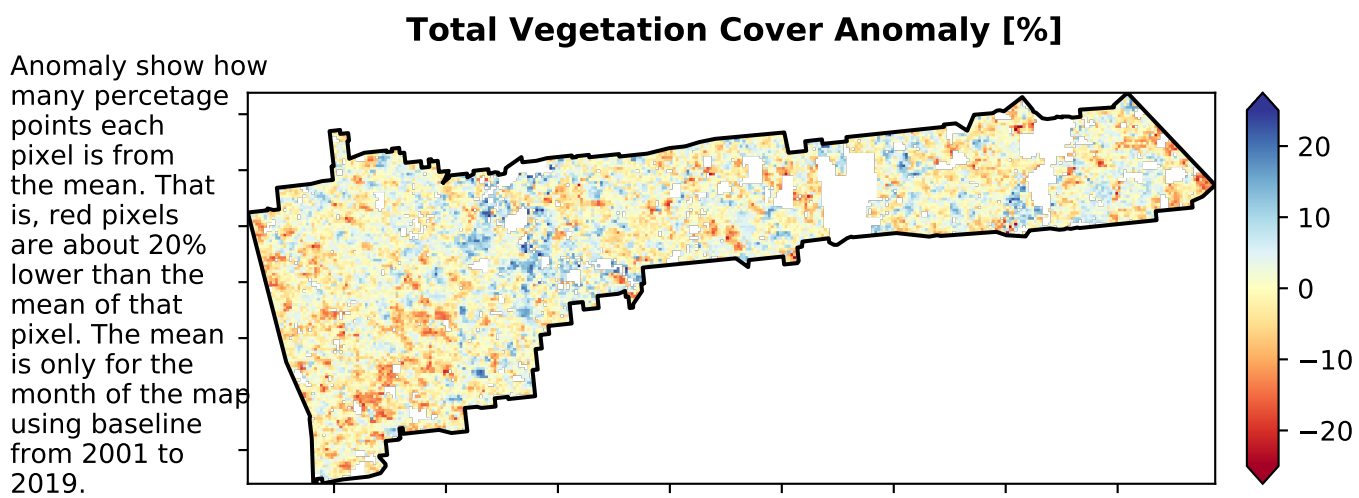 Total Vegetation Cover Anomaly [%]
Anomaly show how
many percetage
points each
pixel is from
the mean. That
is, red pixels
are about 20%
lower than the
mean of that
pixel. The mean
is only for the
month of the map
using baseline
from 2001 to
2019.
20
10
0
−10
−20